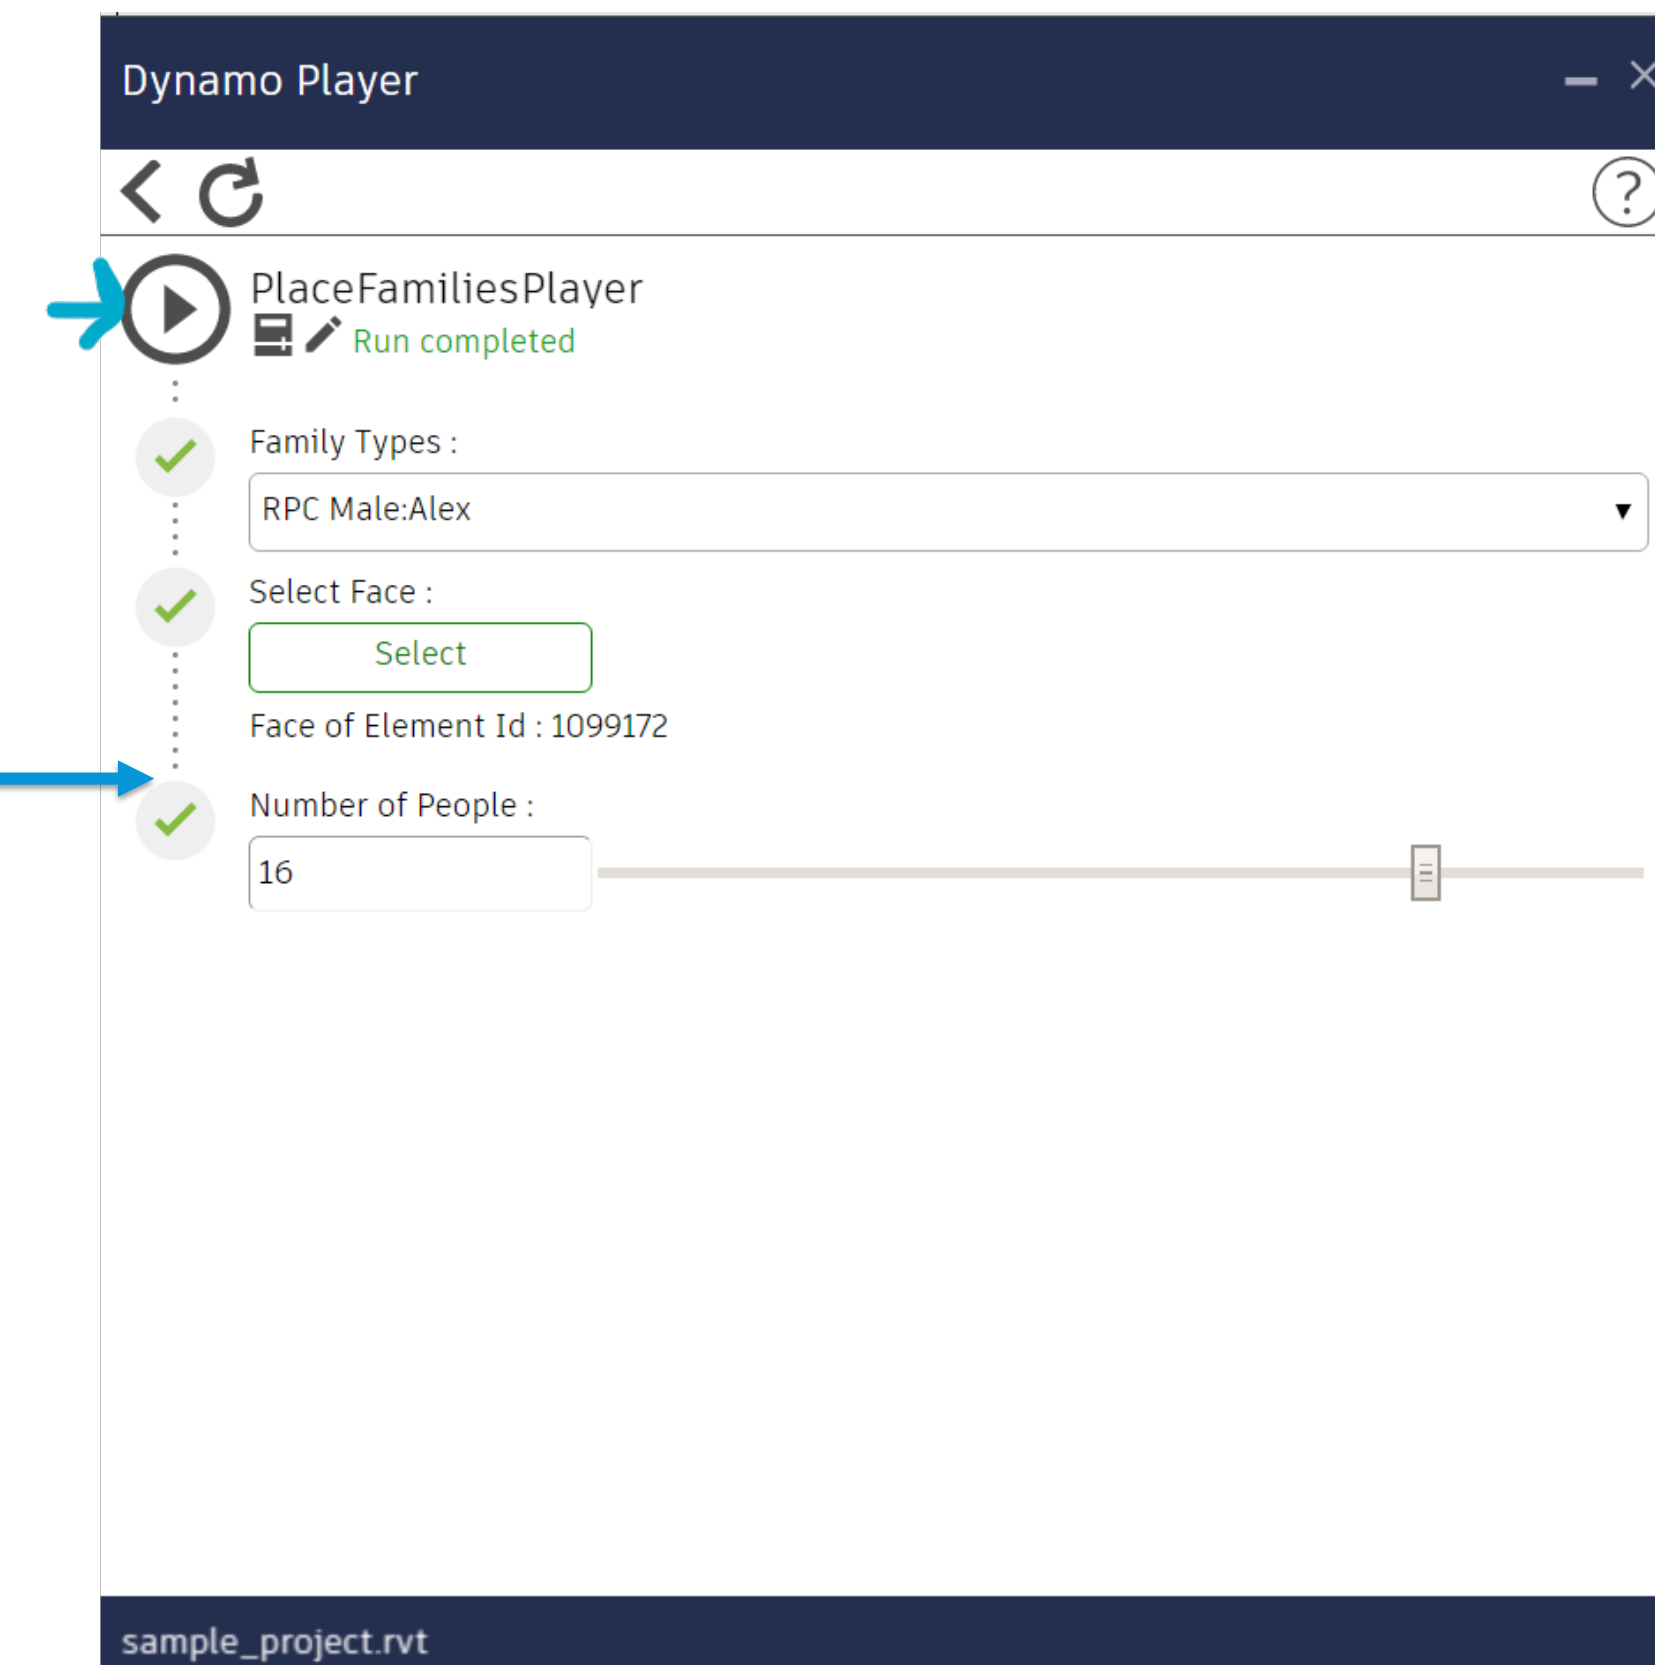 Dynamo Player
PlaceFamiliesPlayer
Run completed
Family Types :
RPC Male:Alex
Select Face :
Select
Face of Element Id : 1099172
Number of People :
16
sample_project.rvt